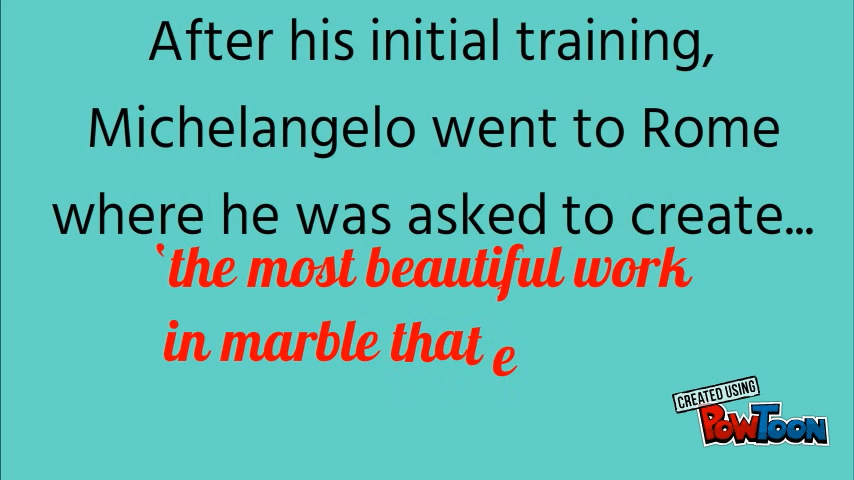 After his initial training,
Michelangelo went to Rome
where he was asked to create...
‘the most beautiful work
in marble that e
CREATED USING
POWTOON